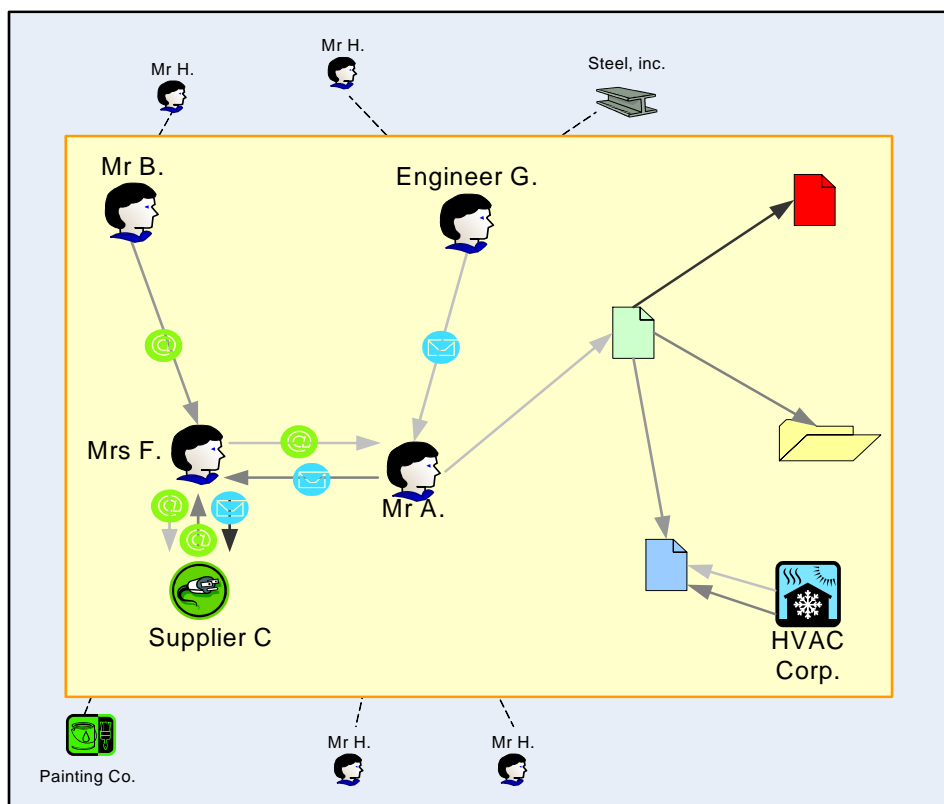 Mr H.
Mr H.
Steel, inc.
Mr B.
Engineer G.
@
Mrs F.
@
Mr A.
@
@
Supplier C
HVAC
Corp.
Mr H.
Mr H.
Painting Co.